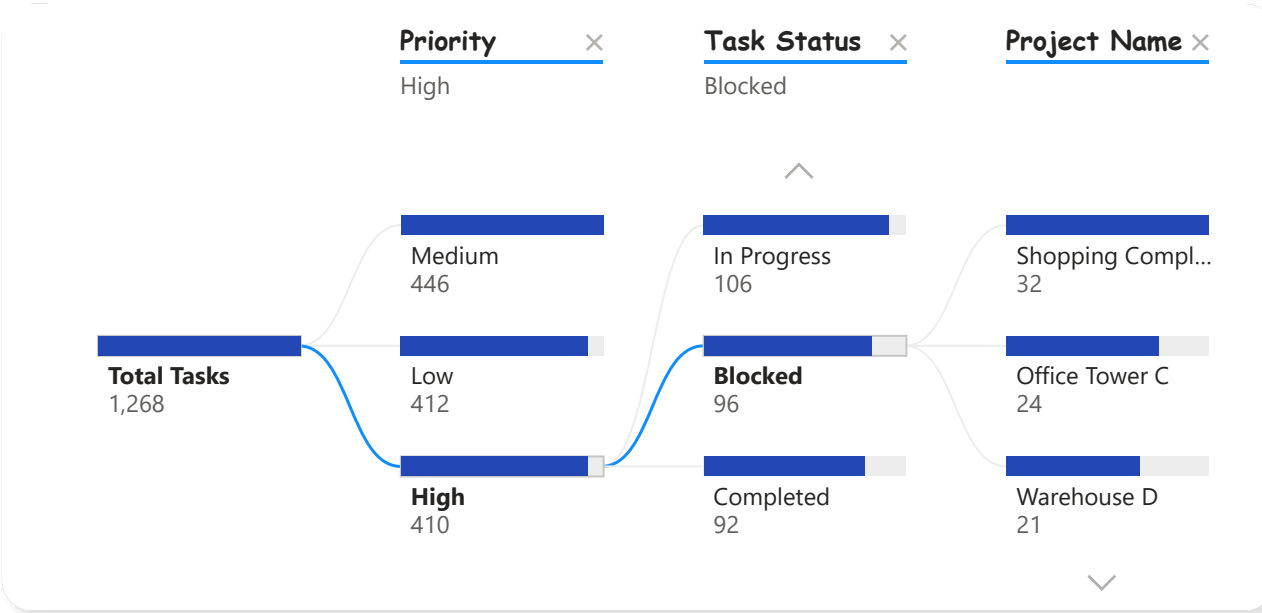 Priority
Task Status
Project Name
High
Blocked
Medium
446
In Progress
106
Shopping Compl...
32
Total Tasks
1,268
Low
412
Blocked
96
Office Tower C
24
High
410
Completed
92
Warehouse D
21